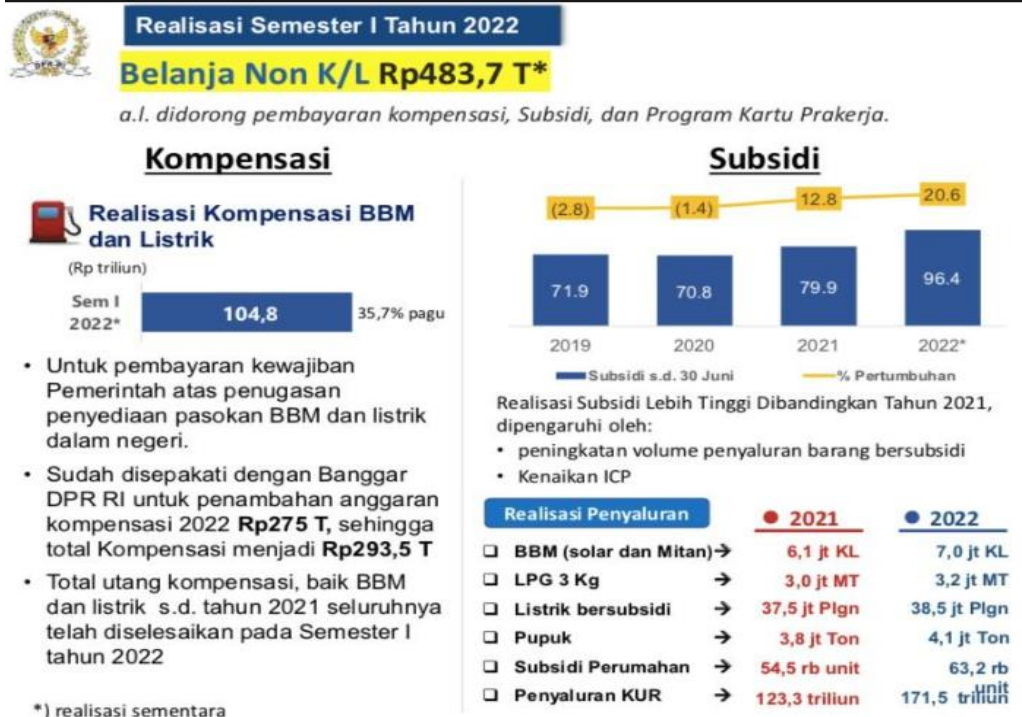 Realisasi Semester I Tahun 2022
Belanja Non K/L Rp483,7 T*
a.l. didorong pembayaran kompensasi, Subsidi, dan Program Kartu Prakerja.
Kompensasi
Realisasi Kompensasi BBM
dan Listrik
(Rp triliun)
Sem I
2022*
104,8
35,7% pagu
• Untuk pembayaran kewajiban
Pemerintah atas penugasan
penyediaan pasokan BBM dan listrik
dalam negeri.
• Sudah disepakati dengan Banggar
DPR RI untuk penambahan anggaran
kompensasi 2022 Rp275 T, sehingga
total Kompensasi menjadi Rp293,5 T
• Total utang kompensasi, baik BBM
dan listrik s.d. tahun 2021 seluruhnya
telah diselesaikan pada Semester I
tahun 2022
*) realisasi sementara
Subsidi
(2.8) (1.4) 12.8 20.6
71.9 70.8 79.9 96.4
2019 2020 2021 2022*
Subsidi s.d. 30 Juni % Pertumbuhan
Realisasi Subsidi Lebih Tinggi Dibandingkan Tahun 2021,
dipengaruhi oleh:
• peningkatan volume penyaluran barang bersubsidi
• Kenaikan ICP
Realisasi Penyaluran 2021 2022
BBM (solar dan Mitan)→ 6,1 jt KL 7,0 jt KL
LPG 3 Kg → 3,0 jt MT 3,2 jt MT
Listrik bersubsidi → 37,5 jt Plgn 38,5 jt Plgn
Pupuk → 3,8 jt Ton 4,1 jt Ton
Subsidi Perumahan → 54,5 rb unit 63,2 rb
unit
Penyaluran KUR → 123,3 triliun 171,5 triliun